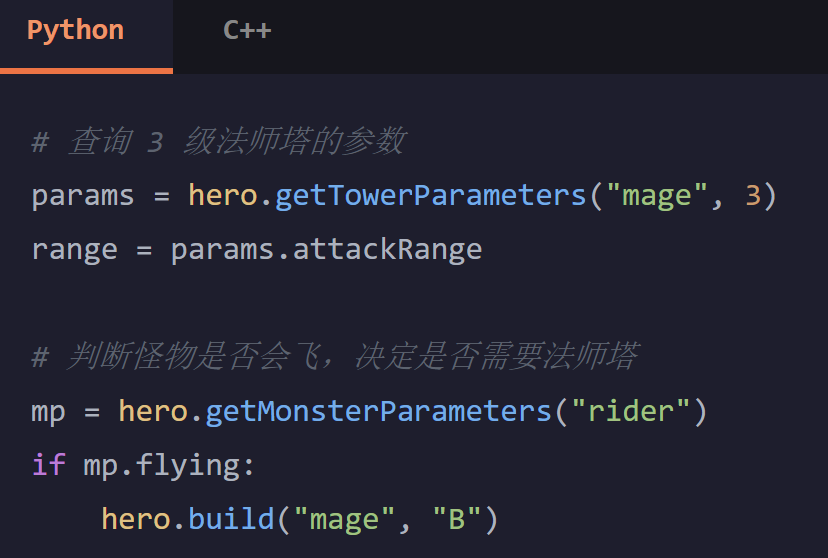 Python C++
# 查询 3 级法师塔的参数
params = hero.getTowerParameters("mage", 3)
range = params.attackRange
# 判断怪物是否会飞，决定是否需要法师塔
mp = hero.getMonsterParameters("rider")
if mp.flying:
    hero.build("mage", "B")